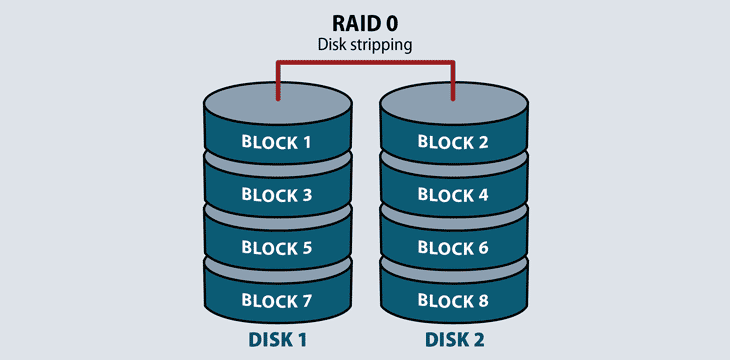 RAID 0
Disk stripping
BLOCK 1
BLOCK 2
BLOCK 3
BLOCK 4
BLOCK 5
BLOCK 6
BLOCK 7
BLOCK 8
DISK 1
DISK 2